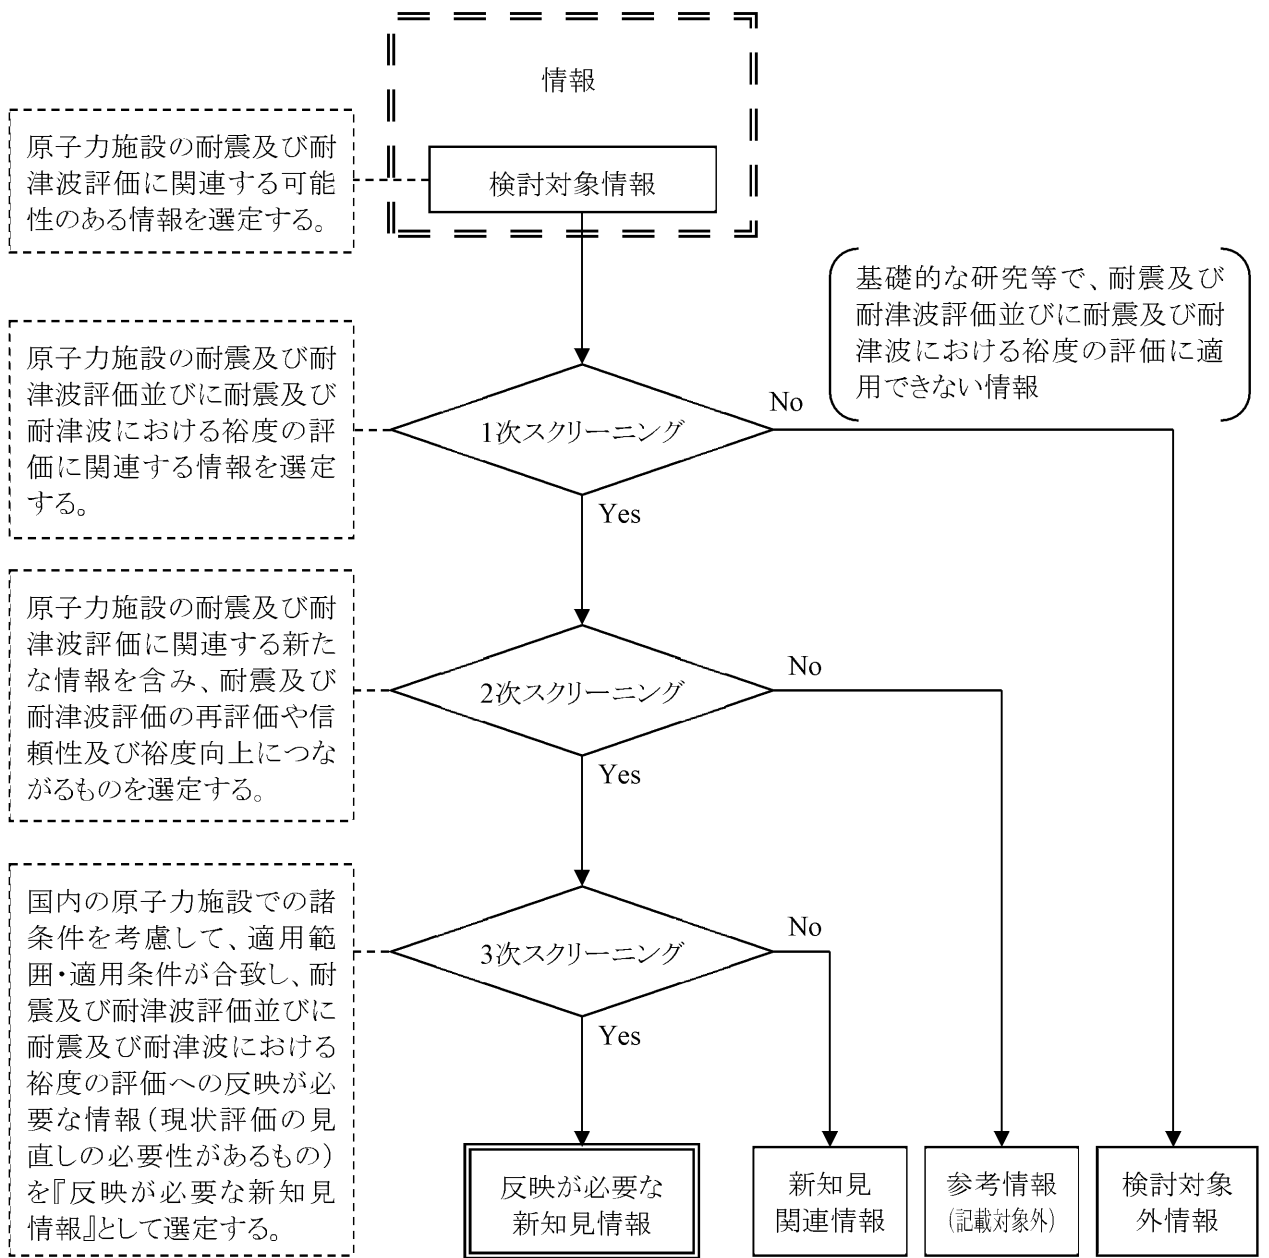 情報
原子力施設の耐震及び耐
津波評価に関連する可能
性のある情報を選定する。
検討対象情報
基礎的な研究等で、耐震及び
耐津波評価並びに耐震及び耐
津波における裕度の評価に適
用できない情報
原子力施設の耐震及び耐
津波評価並びに耐震及び
耐津波における裕度の評
価に関連する情報を選定
する。
1次スクリーニング
No
Yes
原子力施設の耐震及び耐
津波評価に関連する新た
な情報を含み、耐震及び
耐津波評価の再評価や信
頼性及び裕度向上につな
がるものを選定する。
2次スクリーニング
No
Yes
国内の原子力施設での諸
条件を考慮して、適用範
囲・適用条件が合致し、耐
震及び耐津波評価並びに
耐震及び耐津波における
裕度の評価への反映が必
要な情報(現状評価の見
直しの必要性があるもの)
を『反映が必要な新知見
情報』として選定する。
3次スクリーニング
No
Yes
反映が必要な
新知見情報
新知見
関連情報
参考情報
(記載対象外)
検討対象
外情報